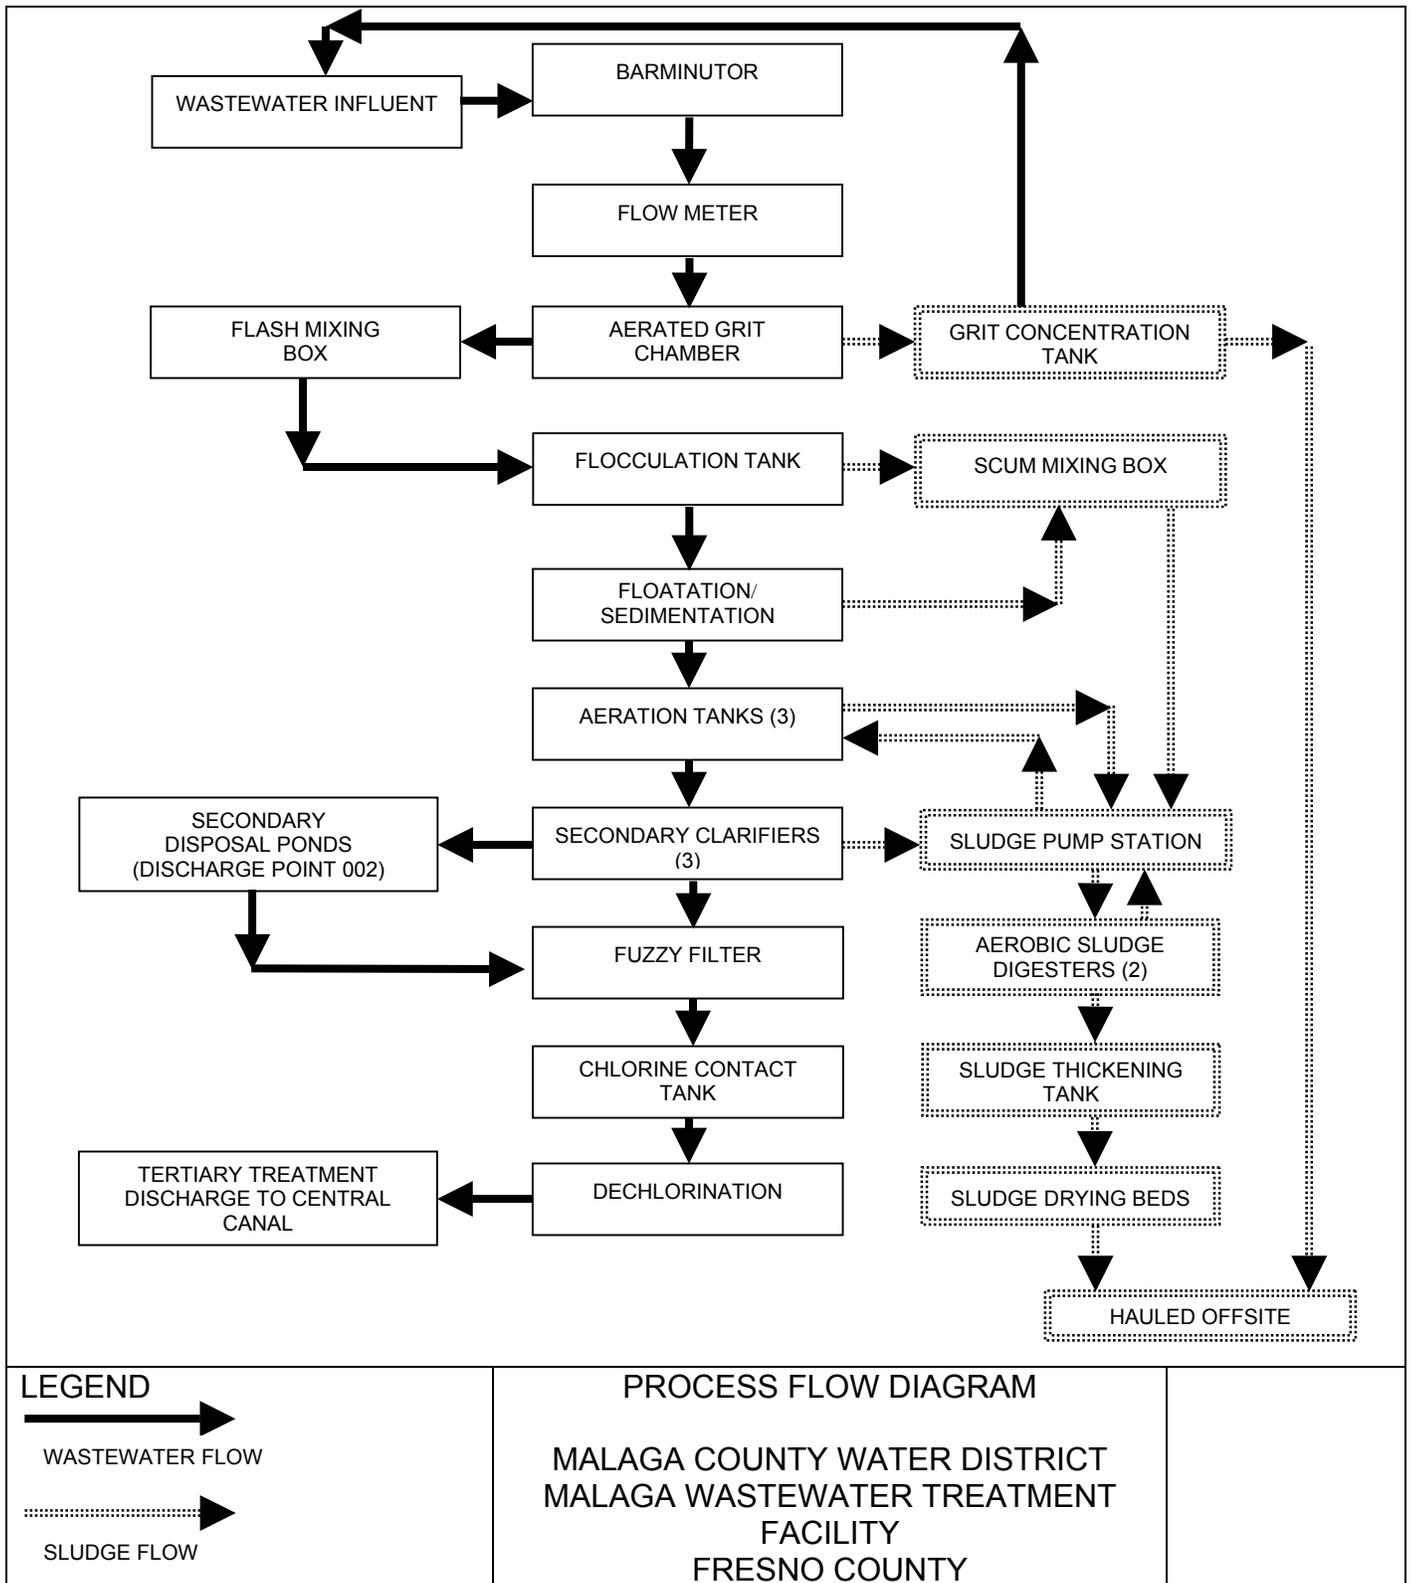 WASTEWATER INFLUENT
BARMINUTOR
FLOW METER
FLASH MIXING
BOX
AERATED GRIT
CHAMBER
GRIT CONCENTRATION
TANK
FLOCCULATION TANK
SCUM MIXING BOX
FLOATATION/
SEDIMENTATION
AERATION TANKS (3)
SECONDARY
DISPOSAL PONDS
(DISCHARGE POINT 002)
SECONDARY CLARIFIERS
(3)
SLUDGE PUMP STATION
FUZZY FILTER
AEROBIC SLUDGE
DIGESTERS (2)
CHLORINE CONTACT
TANK
SLUDGE THICKENING
TANK
TERTIARY TREATMENT
DISCHARGE TO CENTRAL
CANAL
DECHLORINATION
SLUDGE DRYING BEDS
HAULED OFFSITE
LEGEND
WASTEWATER FLOW
SLUDGE FLOW
PROCESS FLOW DIAGRAM
MALAGA COUNTY WATER DISTRICT
MALAGA WASTEWATER TREATMENT
FACILITY
FRESNO COUNTY